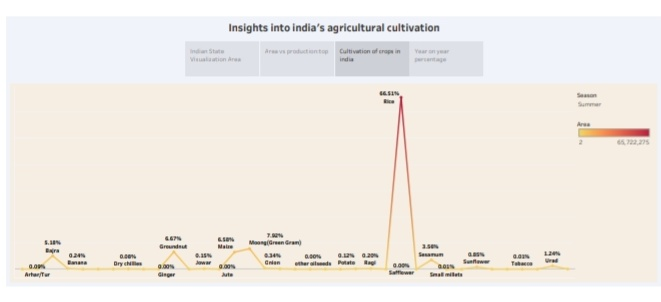 Insights into india's agricultural cultivation
Indian State
Visualization Area
Area vs production top
Cultivation of crops in
india
Year on year
percentage
66.51%
Rice
Season
Summer
Area
2 65,722,275
5.18%
Bajra
0.09%
Arhar/Tur
0.24%
Banana
0.08%
Dry chillies
6.67%
Groundnut
0.00%
Ginger
0.15%
Jowar
6.58%
Maize
0.00%
Jute
7.92%
Moong(Green Gram)
0.34%
Onion
0.00%
other oilseeds
0.12%
Potato
0.20%
Ragi
0.00%
Safflower
3.58%
Sesamum
0.01%
Small millets
0.85%
Sunflower
0.03%
Tobacco
1.24%
Urad